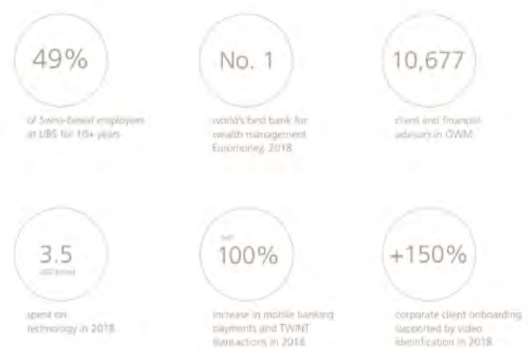 49%
of Swiss-based employees
at UBS for 10+ years
No. 1
world's best bank for
wealth management
Euromoney, 2018
10,677
client and financial
advisors in GWM
3.5
USD billion
spent on
technology in 2018
100%
increase in mobile banking
payments and TWINT
transactions in 2018
+150%
corporate client onboarding
supported by video
identification in 2018